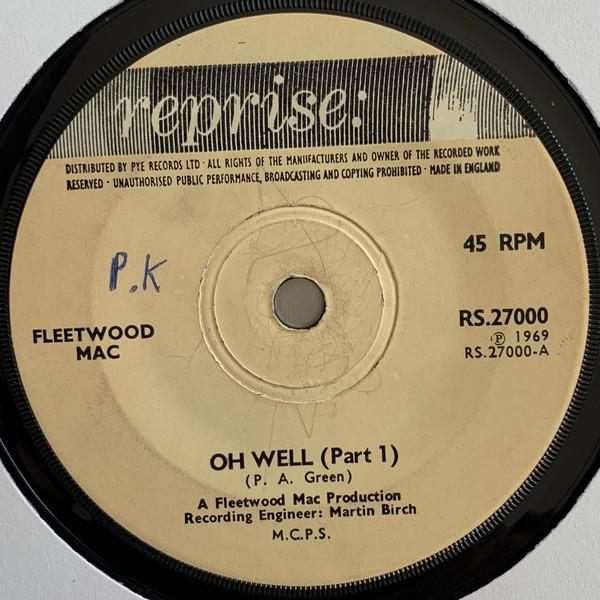 reprise:
DISTRIBUTED BY PYE RECORDS LTD · ALL RIGHTS OF THE MANUFACTURERS AND OWNER OF THE RECORDED WORK
RESERVED · UNAUTHORISED PUBLIC PERFORMANCE, BROADCASTING AND COPYING PROHIBITED · MADE IN ENGLAND
45 RPM
P.K
FLEETWOOD
MAC
RS.27000
℗ 1969
RS.27000-A
OH WELL (Part 1)
(P. A. Green)
A Fleetwood Mac Production
Recording Engineer: Martin Birch
M.C.P.S.